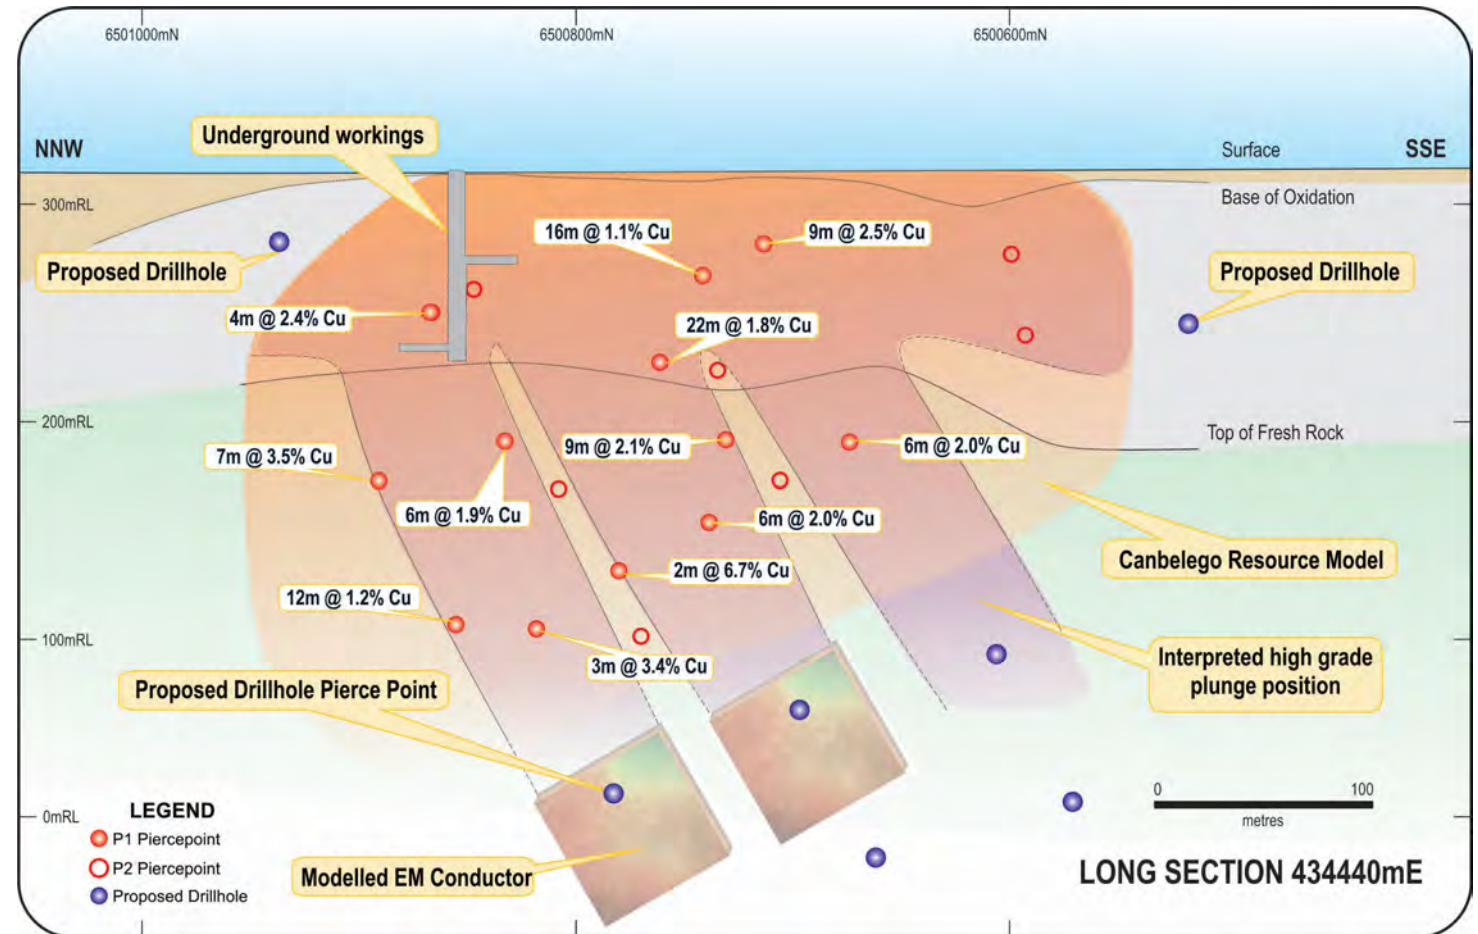 6501000mN
6500800mN
6500600mN
Underground workings
NNW
Surface
SSE
Base of Oxidation
300mRL
16m @ 1.1% Cu
9m @ 2.5% Cu
Proposed Drillhole
Proposed Drillhole
4m @ 2.4% Cu
22m @ 1.8% Cu
200mRL
Top of Fresh Rock
7m @ 3.5% Cu
9m @ 2.1% Cu
6m @ 2.0% Cu
6m @ 1.9% Cu
6m @ 2.0% Cu
Canbelego Resource Model
2m @ 6.7% Cu
12m @ 1.2% Cu
100mRL
3m @ 3.4% Cu
Interpreted high grade
plunge position
Proposed Drillhole Pierce Point
0
100
metres
0mRL
LEGEND
P1 Piercepoint
P2 Piercepoint
Proposed Drillhole
Modelled EM Conductor
LONG SECTION 434440mE